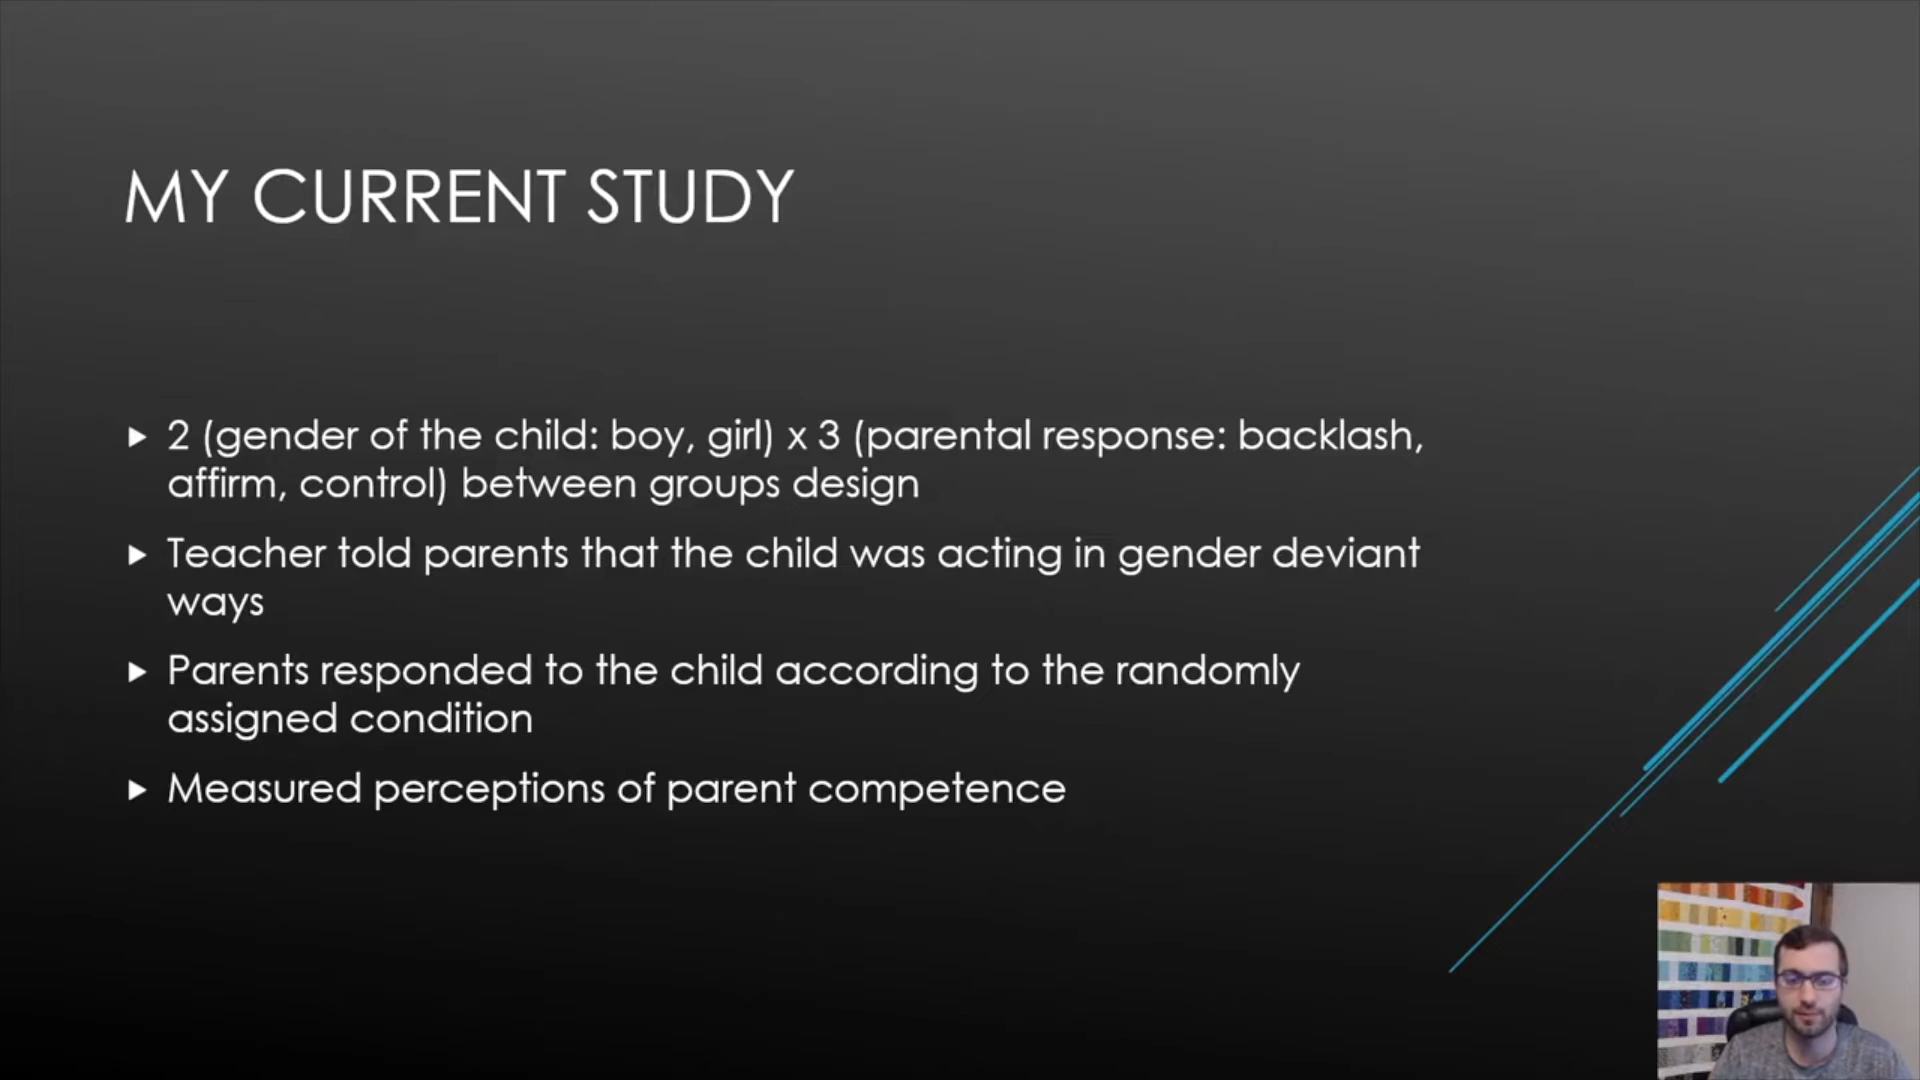 MY CURRENT STUDY
2 (gender of the child: boy, girl) x 3 (parental response: backlash,
affirm, control) between groups design
Teacher told parents that the child was acting in gender deviant
ways
Parents responded to the child according to the randomly
assigned condition
Measured perceptions of parent competence